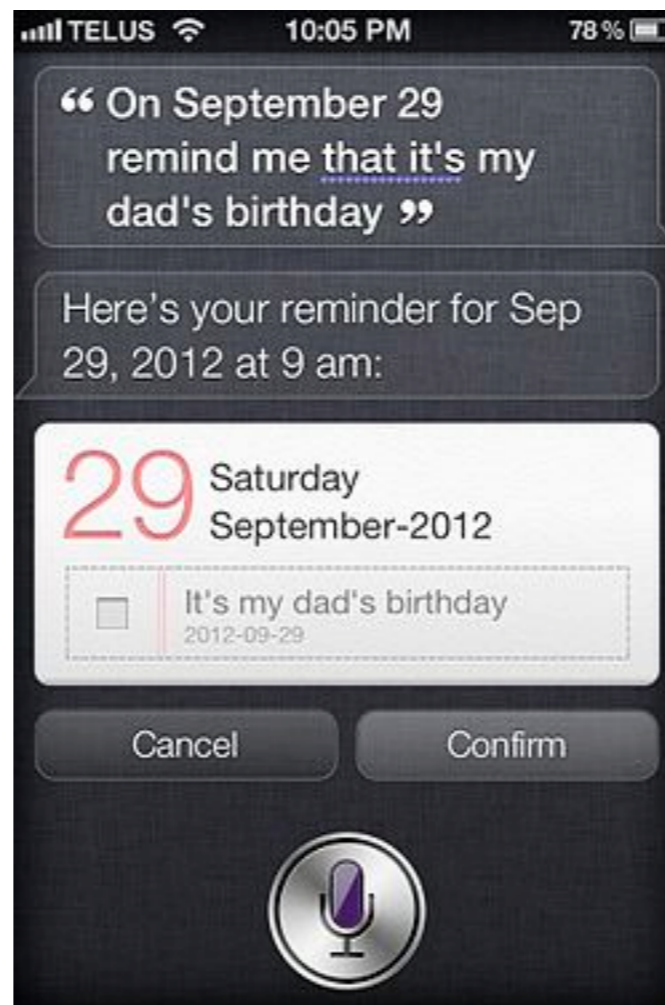 TELUS 10:05 PM 78%
“ On September 29
remind me that it's my
dad's birthday ”
Here's your reminder for Sep
29, 2012 at 9 am:
29 Saturday
September-2012
It's my dad's birthday
2012-09-29
Cancel Confirm